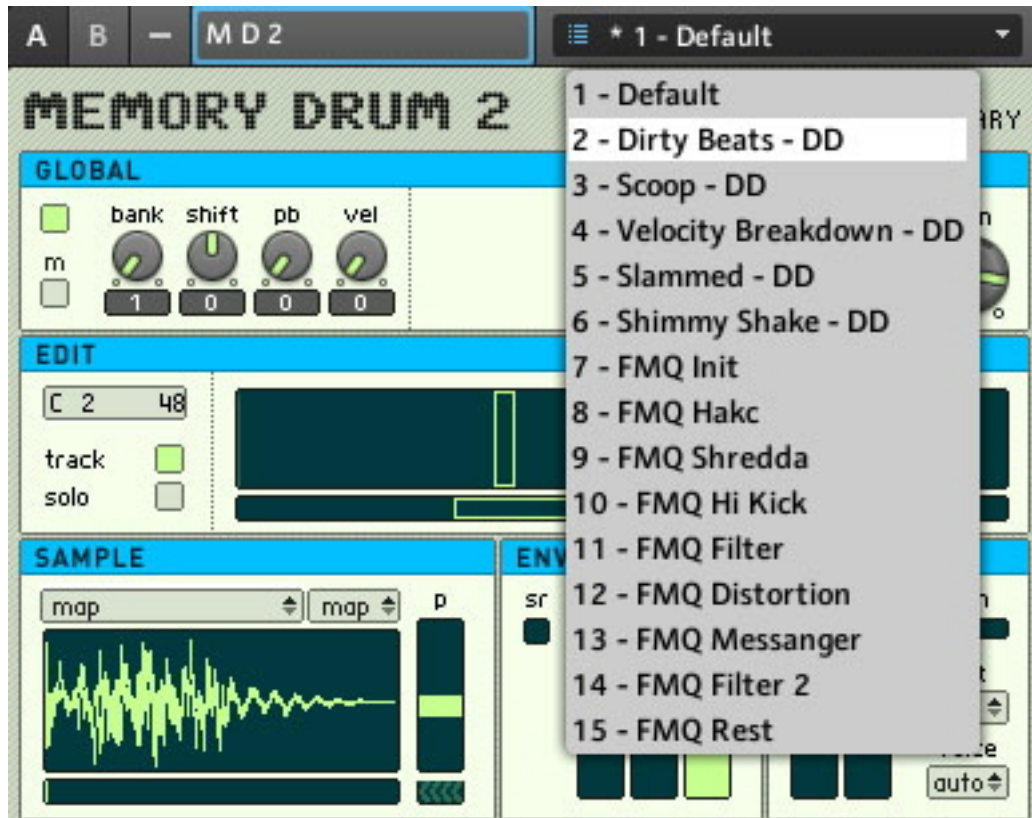 A B – M D 2 * 1 - Default
MEMORY DRUM 2
1 - Default
2 - Dirty Beats - DD
3 - Scoop - DD
4 - Velocity Breakdown - DD
5 - Slammed - DD
6 - Shimmy Shake - DD
7 - FMQ Init
8 - FMQ Hakc
9 - FMQ Shredda
10 - FMQ Hi Kick
11 - FMQ Filter
12 - FMQ Distortion
13 - FMQ Messanger
14 - FMQ Filter 2
15 - FMQ Rest
GLOBAL
bank shift pb vel
m
1 0 0 0
EDIT
C 2 48
track
solo
SAMPLE
map map p
sr
auto